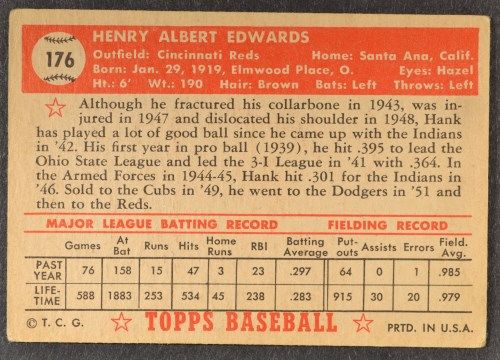 176
HENRY ALBERT EDWARDS
Outfield: Cincinnati Reds Home: Santa Ana, Calif.
Born: Jan. 29, 1919, Elmwood Place, O. Eyes: Hazel
Ht.: 6' Wt.: 190 Hair: Brown Bats: Left Throws: Left
Although he fractured his collarbone in 1943, was in-
jured in 1947 and dislocated his shoulder in 1948, Hank
has played a lot of good ball since he came up with the Indians
in '42. His first year in pro ball (1939), he hit .395 to lead the
Ohio State League and led the 3-I League in '41 with .364. In
the Armed Forces in 1944-45, Hank hit .301 for the Indians in
'46. Sold to the Cubs in '49, he went to the Dodgers in '51 and
then to the Reds.
MAJOR LEAGUE BATTING RECORD FIELDING RECORD
Games At Bat Runs Hits Home Runs RBI Batting Average Put-outs Assists Errors Field. Avg.
PAST YEAR 76 158 15 47 3 23 .297 64 0 1 .985
LIFE-TIME 588 1883 253 534 45 238 .283 915 30 20 .979
© T. C. G. TOPPS BASEBALL PRTD. IN U.S.A.